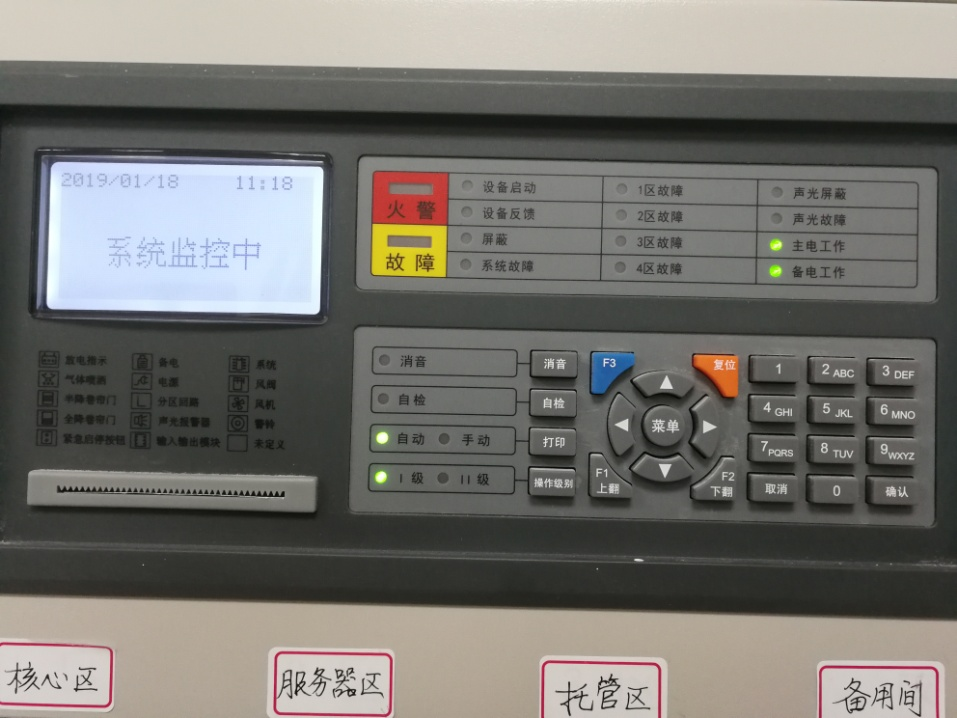 2019/01/18 11:18
系统监控中
火警
故障
设备启动
设备反馈
屏蔽
系统故障
1区故障
2区故障
3区故障
4区故障
声光屏蔽
声光故障
主电工作
备电工作
放电指示 备电 系统
气体喷洒 电源 风阀
半降卷帘门 分区回路 风机
全降卷帘门 声光报警器 警铃
紧急启停按钮 输入输出模块 未定义
消音 消音
自检 自检
自动 手动 打印
I级 II级 操作级别
F3
复位
菜单
F1
上翻
F2
下翻
1 2 ABC 3 DEF
4 GHI 5 JKL 6 MNO
7 PQRS 8 TUV 9 WXYZ
取消 0 确认
核心区
服务器区
托管区
备用间